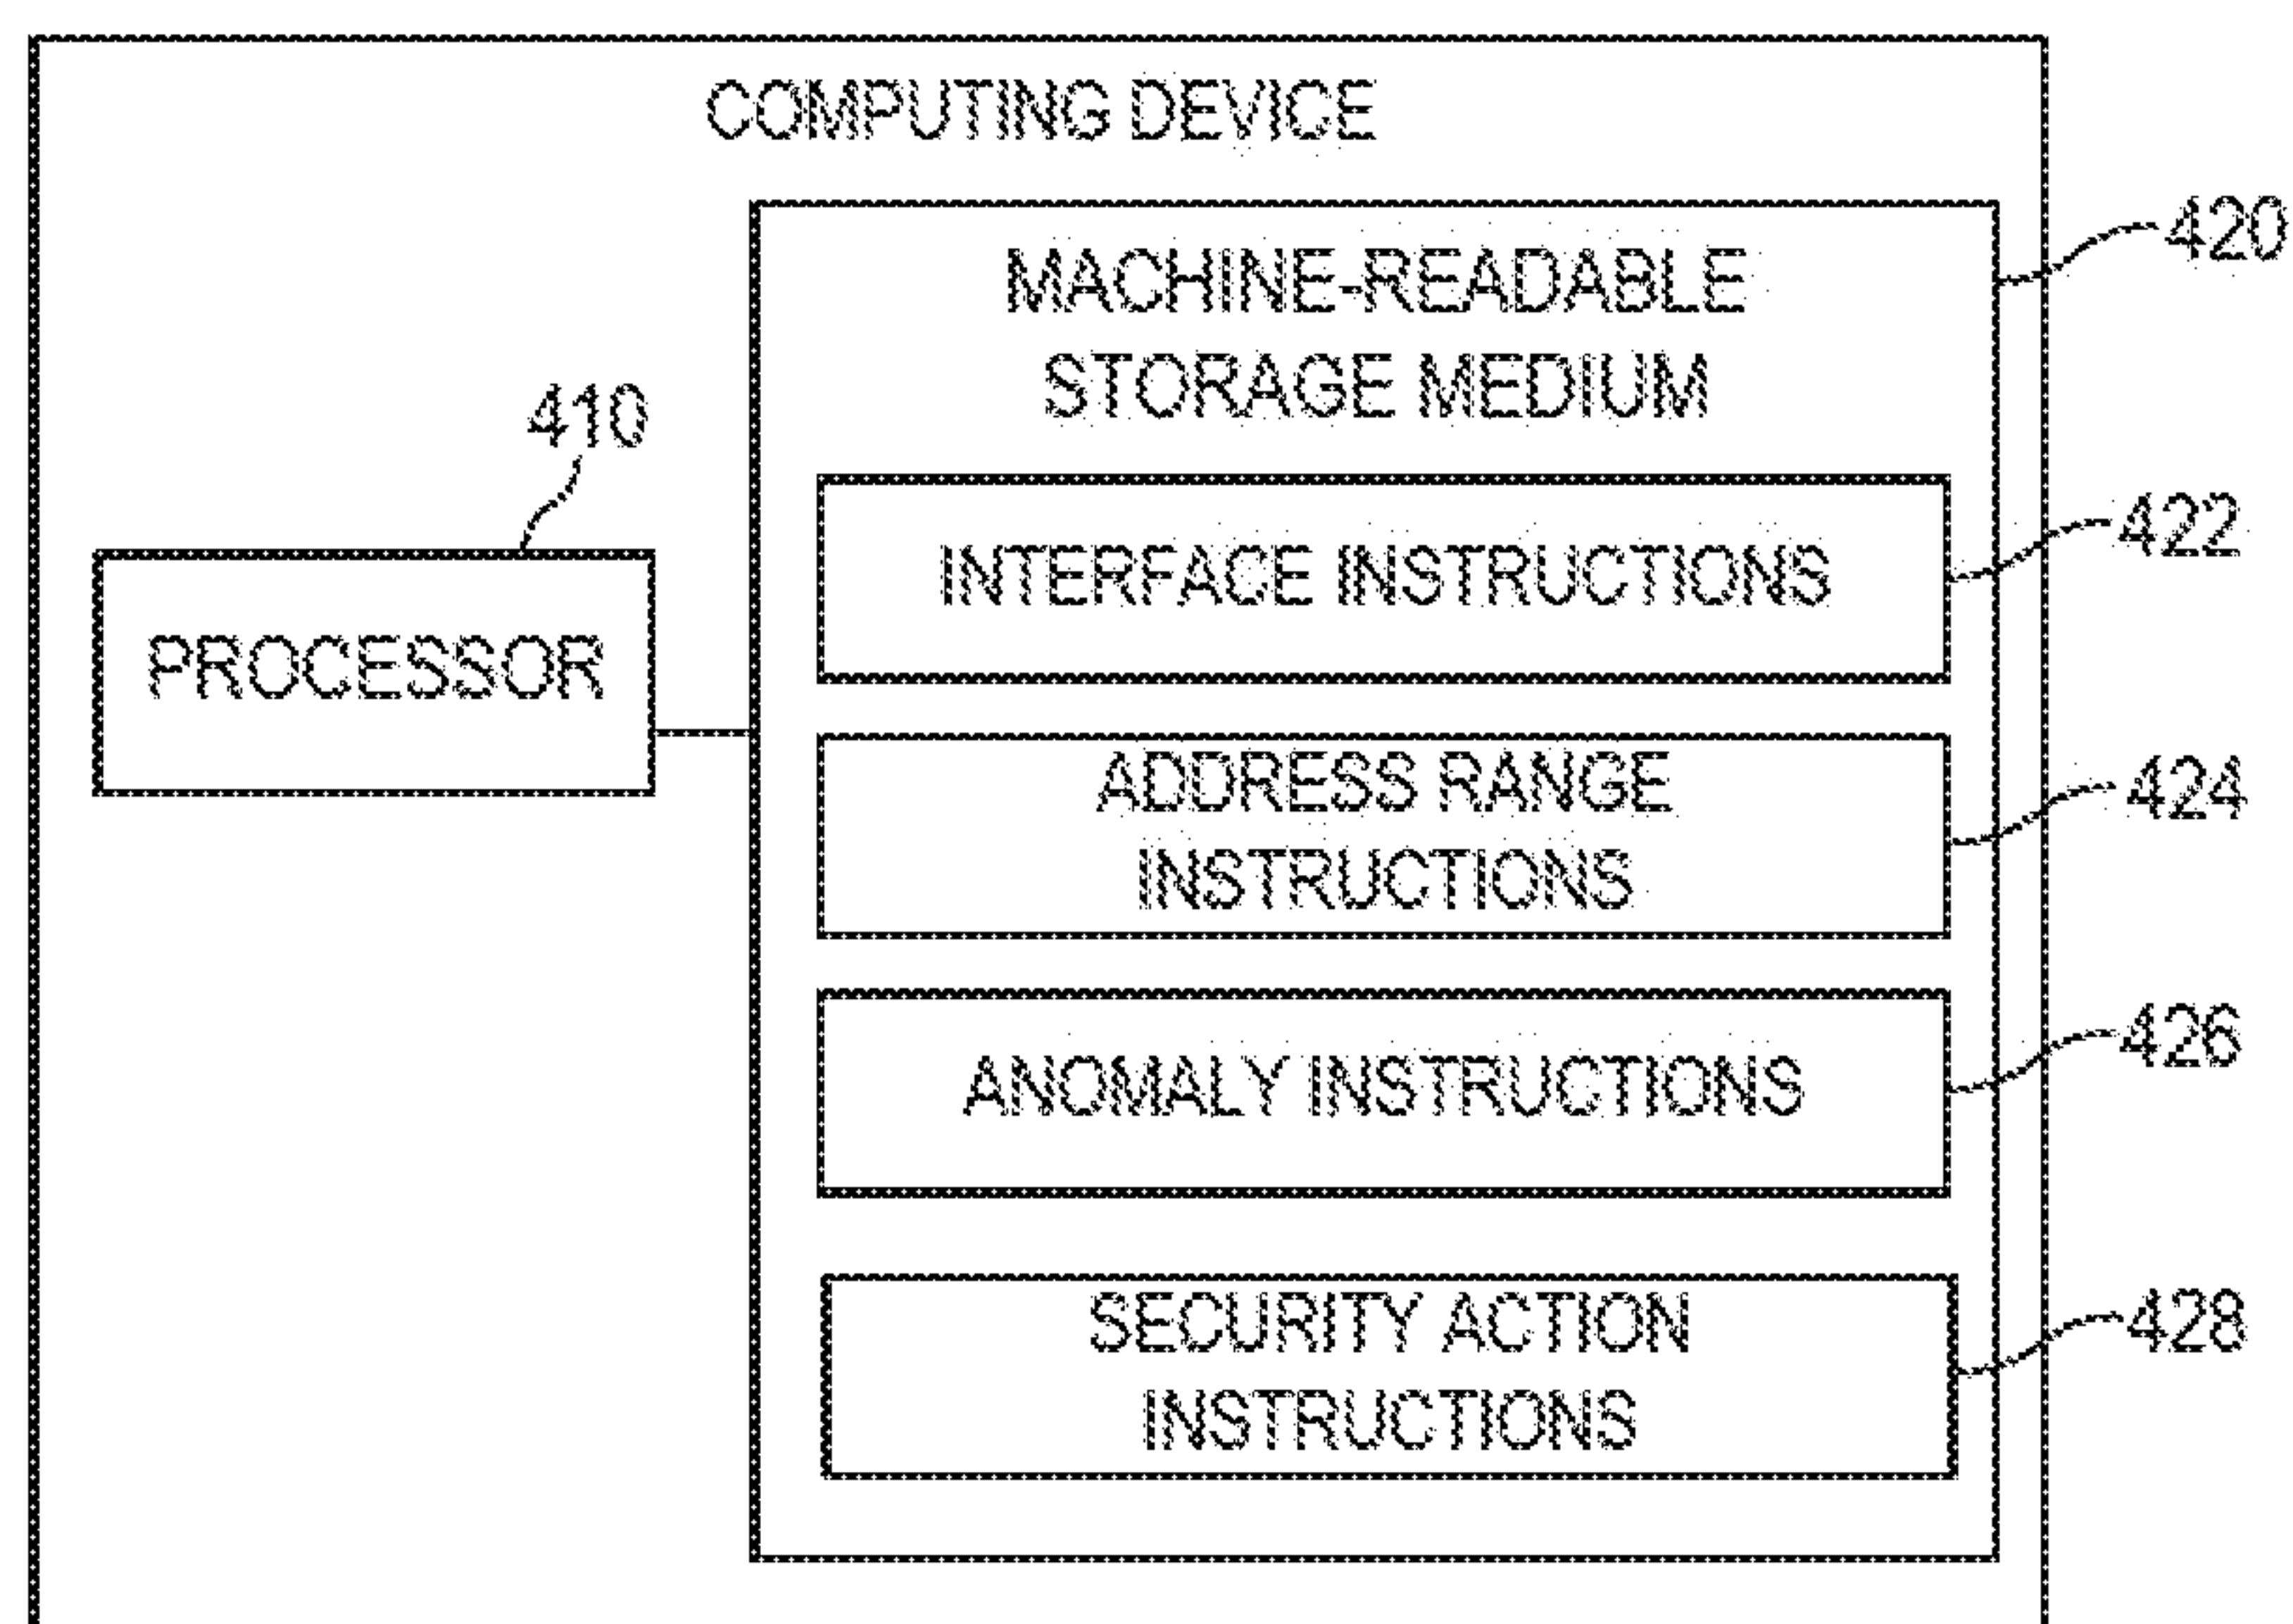 COMPUTING DEVICE
420
MACHINE-READABLE
STORAGE MEDIUM
410
422
INTERFACE INSTRUCTIONS
PROCESSOR
424
ADDRESS RANGE
INSTRUCTIONS
426
ANOMALY INSTRUCTIONS
428
SECURITY ACTION
INSTRUCTIONS